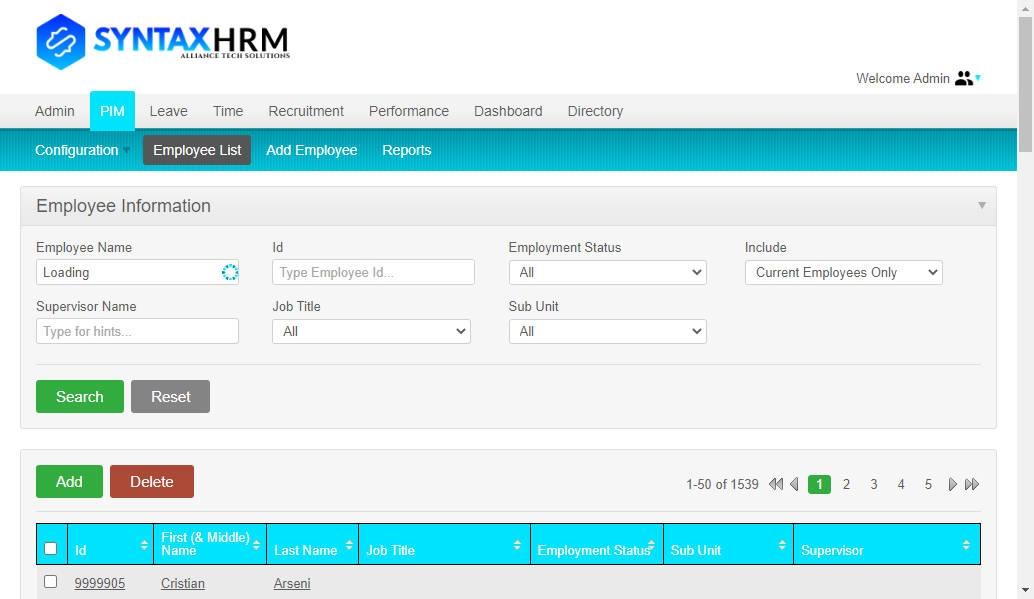 SYNTAXHRM
ALLIANCE TECH SOLUTIONS
Welcome Admin
Admin PIM Leave Time Recruitment Performance Dashboard Directory
Configuration Employee List Add Employee Reports
Employee Information
Employee Name Id Employment Status Include
Loading Type Employee Id... All Current Employees Only
Supervisor Name Job Title Sub Unit
Type for hints... All All
Search Reset
Add Delete 1-50 of 1539 1 2 3 4 5
Id First (& Middle) Name Last Name Job Title Employment Status Sub Unit Supervisor
9999905 Cristian Arseni